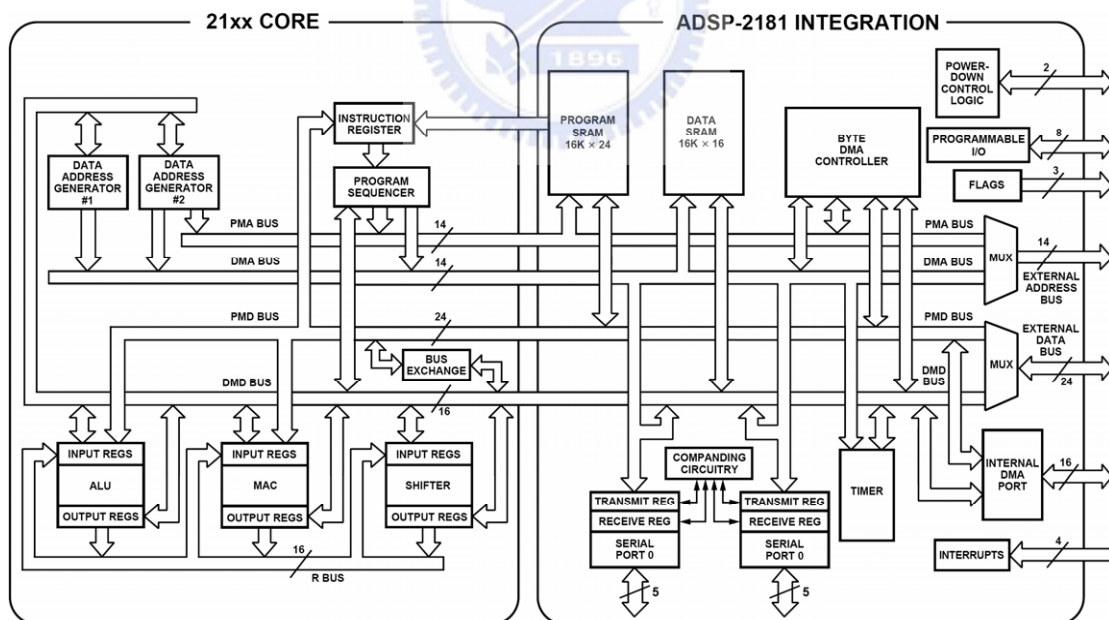 21xx CORE
ADSP-2181 INTEGRATION
1896
INSTRUCTION
REGISTER
DATA
ADDRESS
GENERATOR
#1
DATA
ADDRESS
GENERATOR
#2
PROGRAM
SEQUENCER
PROGRAM
SRAM
16K × 24
DATA
SRAM
16K × 16
BYTE
DMA
CONTROLLER
POWER-
DOWN
CONTROL
LOGIC
2
PROGRAMMABLE
I/O
8
FLAGS
3
PMA BUS
14
PMA BUS
DMA BUS
14
DMA BUS
MUX
14
EXTERNAL
ADDRESS
BUS
PMD BUS
24
PMD BUS
EXTERNAL
DATA
BUS
BUS
EXCHANGE
DMD BUS
16
DMD
BUS
MUX
24
INPUT REGS
ALU
OUTPUT REGS
INPUT REGS
MAC
OUTPUT REGS
INPUT REGS
SHIFTER
OUTPUT REGS
16
R BUS
COMPANDING
CIRCUITRY
TRANSMIT REG
RECEIVE REG
SERIAL
PORT 0
5
TRANSMIT REG
RECEIVE REG
SERIAL
PORT 0
5
TIMER
INTERNAL
DMA
PORT
16
INTERRUPTS
4